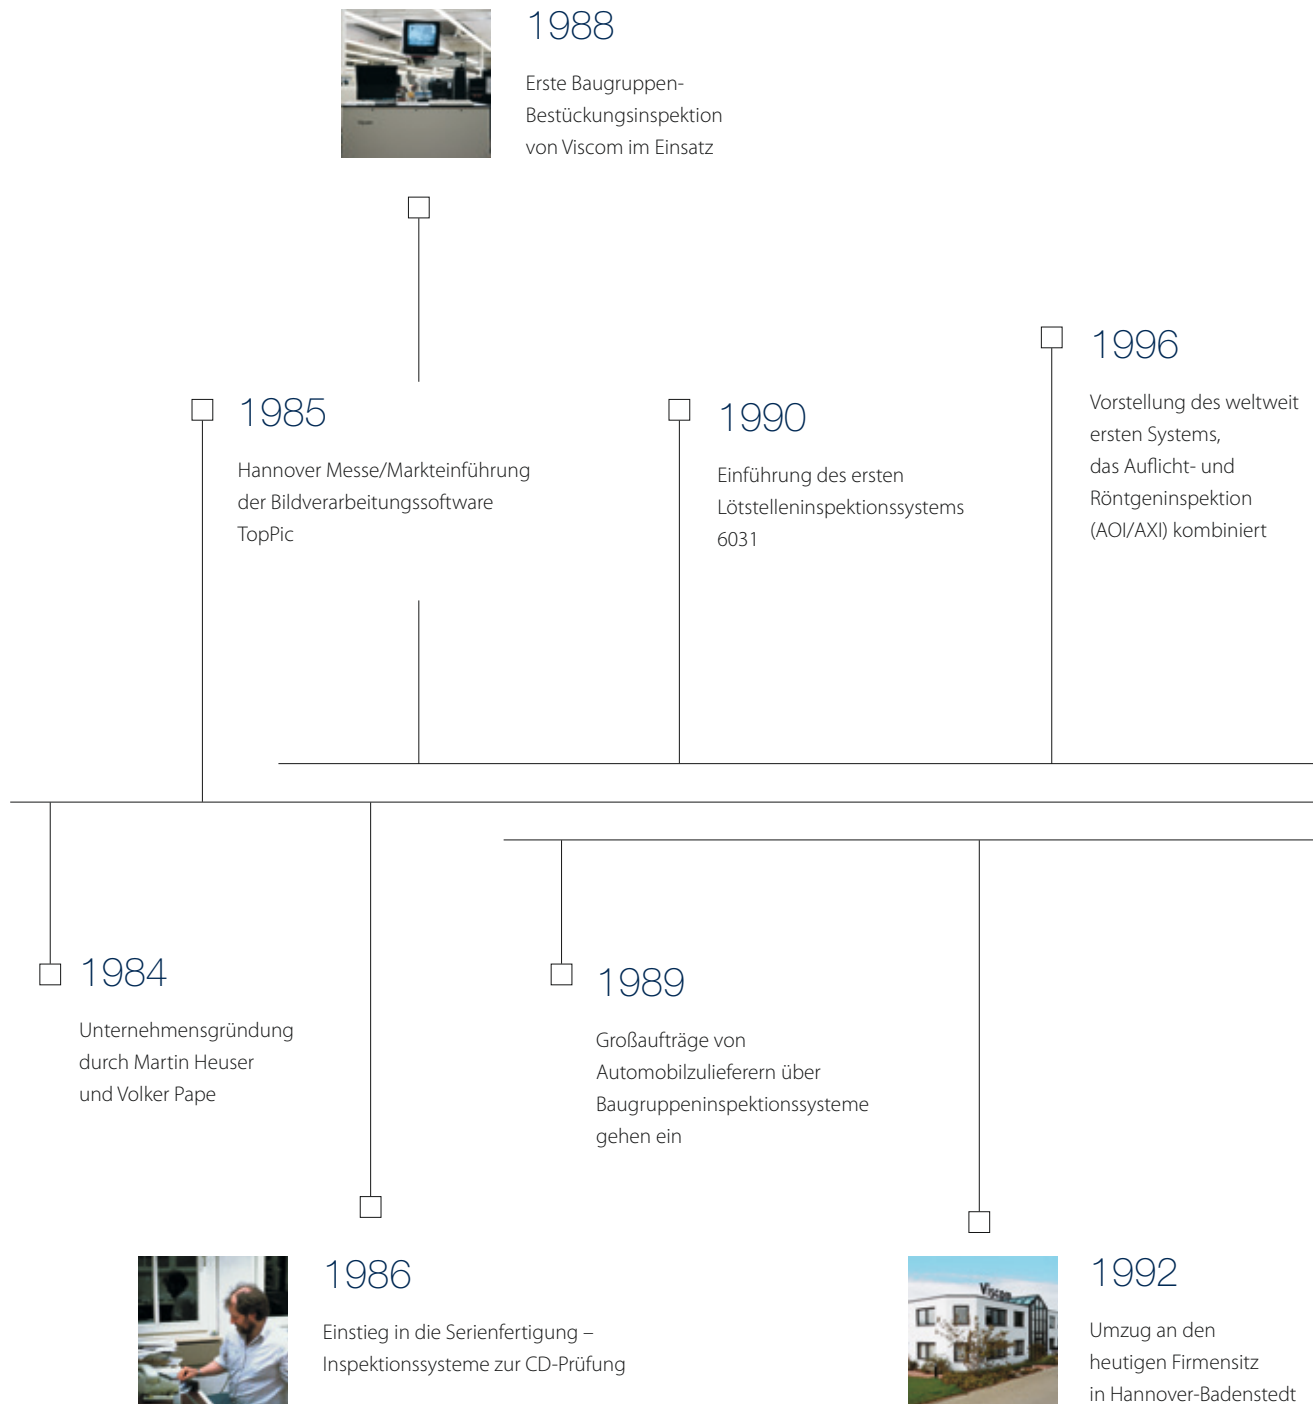 1988
Erste Baugruppen-
Bestückungsinspektion
von Viscom im Einsatz
1985
Hannover Messe/Markteinführung
der Bildverarbeitungssoftware
TopPic
1990
Einführung des ersten
Lötstelleninspektionssystems
6031
1996
Vorstellung des weltweit
ersten Systems,
das Auflicht- und
Röntgeninspektion
(AOI/AXI) kombiniert
1984
Unternehmensgründung
durch Martin Heuser
und Volker Pape
1989
Großaufträge von
Automobilzulieferern über
Baugruppeninspektionssysteme
gehen ein
1986
Einstieg in die Serienfertigung –
Inspektionssysteme zur CD-Prüfung
Viscom
1992
Umzug an den
heutigen Firmensitz
in Hannover-Badenstedt